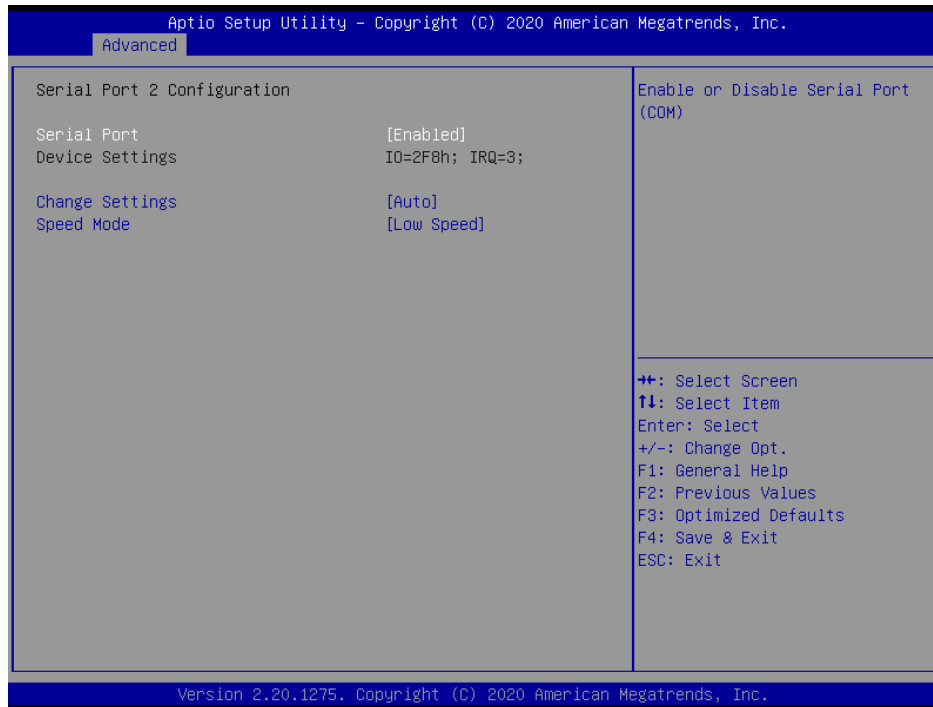 Aptio Setup Utility – Copyright (C) 2020 American Megatrends, Inc.
Advanced
Serial Port 2 Configuration
Serial Port [Enabled]
Device Settings IO=2F8h; IRQ=3;
Change Settings [Auto]
Speed Mode [Low Speed]
Enable or Disable Serial Port
(COM)
→←: Select Screen
↑↓: Select Item
Enter: Select
+/-: Change Opt.
F1: General Help
F2: Previous Values
F3: Optimized Defaults
F4: Save & Exit
ESC: Exit
Version 2.20.1275. Copyright (C) 2020 American Megatrends, Inc.